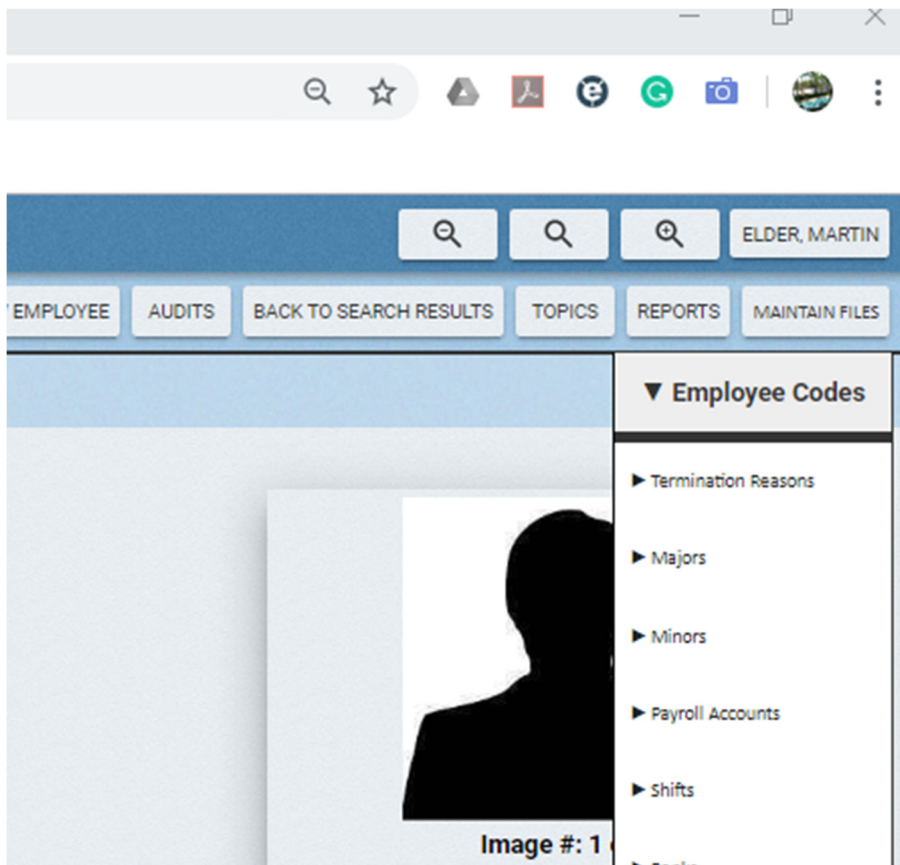 ELDER, MARTIN
EMPLOYEE AUDITS BACK TO SEARCH RESULTS TOPICS REPORTS MAINTAIN FILES
▼ Employee Codes
► Termination Reasons
► Majors
► Minors
► Payroll Accounts
► Shifts
Image #: 1